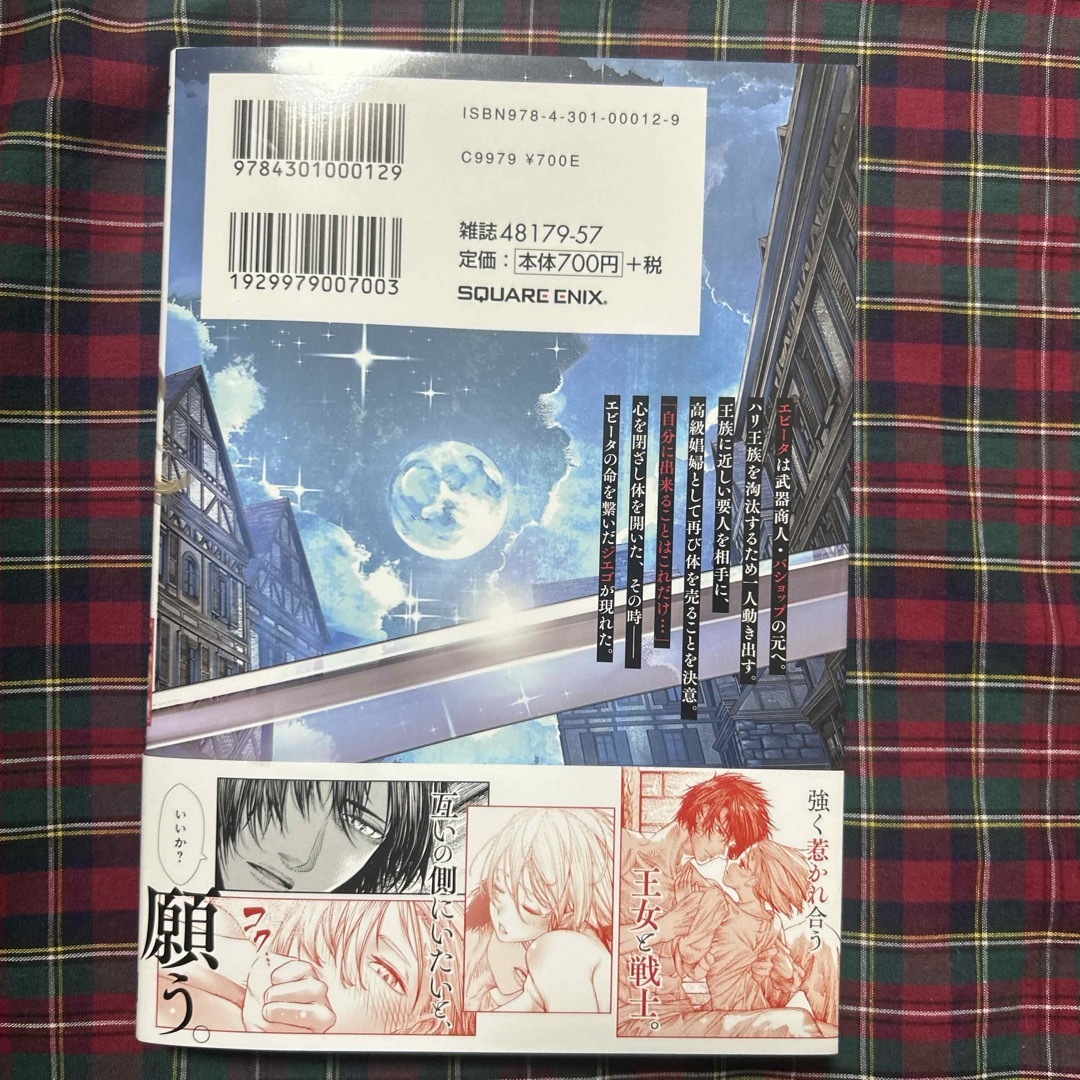 ISBN978-4-301-00012-9
9784301000129
C9979 ¥700E
雑誌48179-57
定価：本体700円+税
1929979007003
SQUARE ENIX®
エビータは武器商人・バショップの元へ。
ハリ王族を淘汰するため一人動き出す。
王族に近しい要人を相手に、
高級娼婦として再び体を売ることを決意。
「自分に出来ることはこれだけ…」
心を閉ざし体を開いた、その時――
エビータの命を繋いだジエゴが現れた。
強く惹かれ合う
王女と戦士。
互いの側にいたいと、
いいか？
コク…
願う。